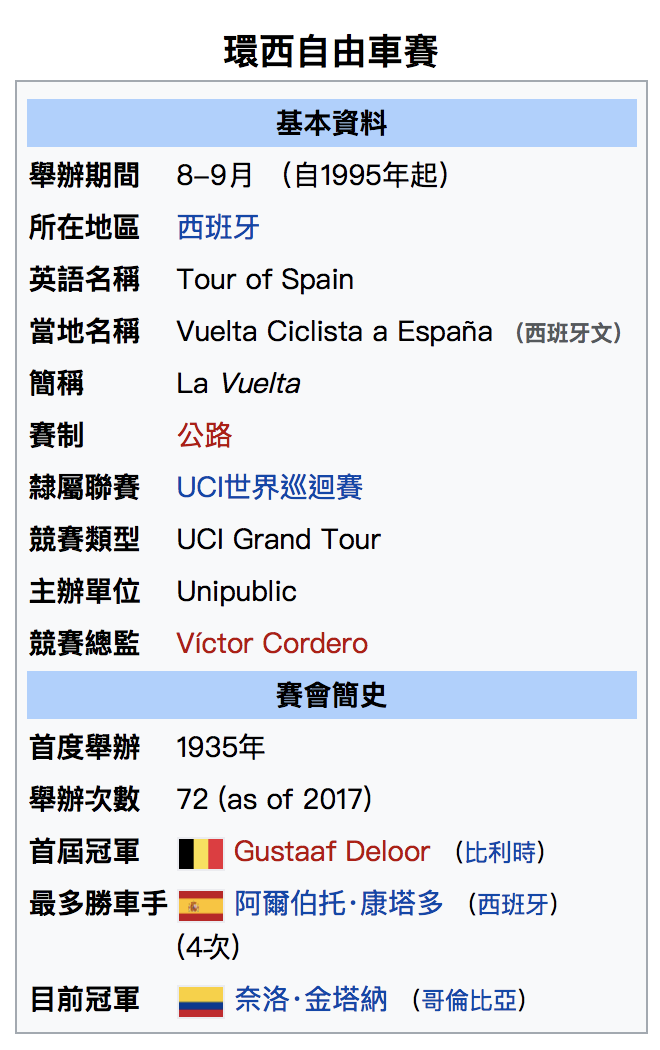 環西自由車賽
基本資料
舉辦期間 8–9月 （自1995年起）
所在地區 西班牙
英語名稱 Tour of Spain
當地名稱 Vuelta Ciclista a España （西班牙文）
簡稱 La Vuelta
賽制 公路
隸屬聯賽 UCI世界巡迴賽
競賽類型 UCI Grand Tour
主辦單位 Unipublic
競賽總監 Víctor Cordero
賽會簡史
首度舉辦 1935年
舉辦次數 72 (as of 2017)
首屆冠軍 Gustaaf Deloor （比利時）
最多勝車手 阿爾伯托·康塔多 （西班牙）
(4次)
目前冠軍 奈洛·金塔納 （哥倫比亞）